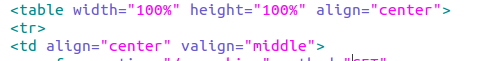 <table width="100%" height="100%" align="center">
<tr>
<td align="center" valign="middle">